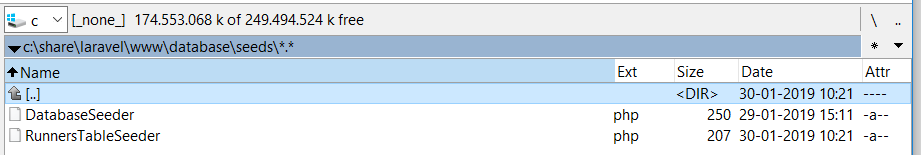 c [_none_] 174.553.068 k of 249.494.524 k free \ ..
c:\share\laravel\www\database\seeds\*.* *
Name Ext Size Date Attr
[..] <DIR> 30-01-2019 10:21 ----
DatabaseSeeder php 250 29-01-2019 15:11 -a--
RunnersTableSeeder php 207 30-01-2019 10:21 -a--